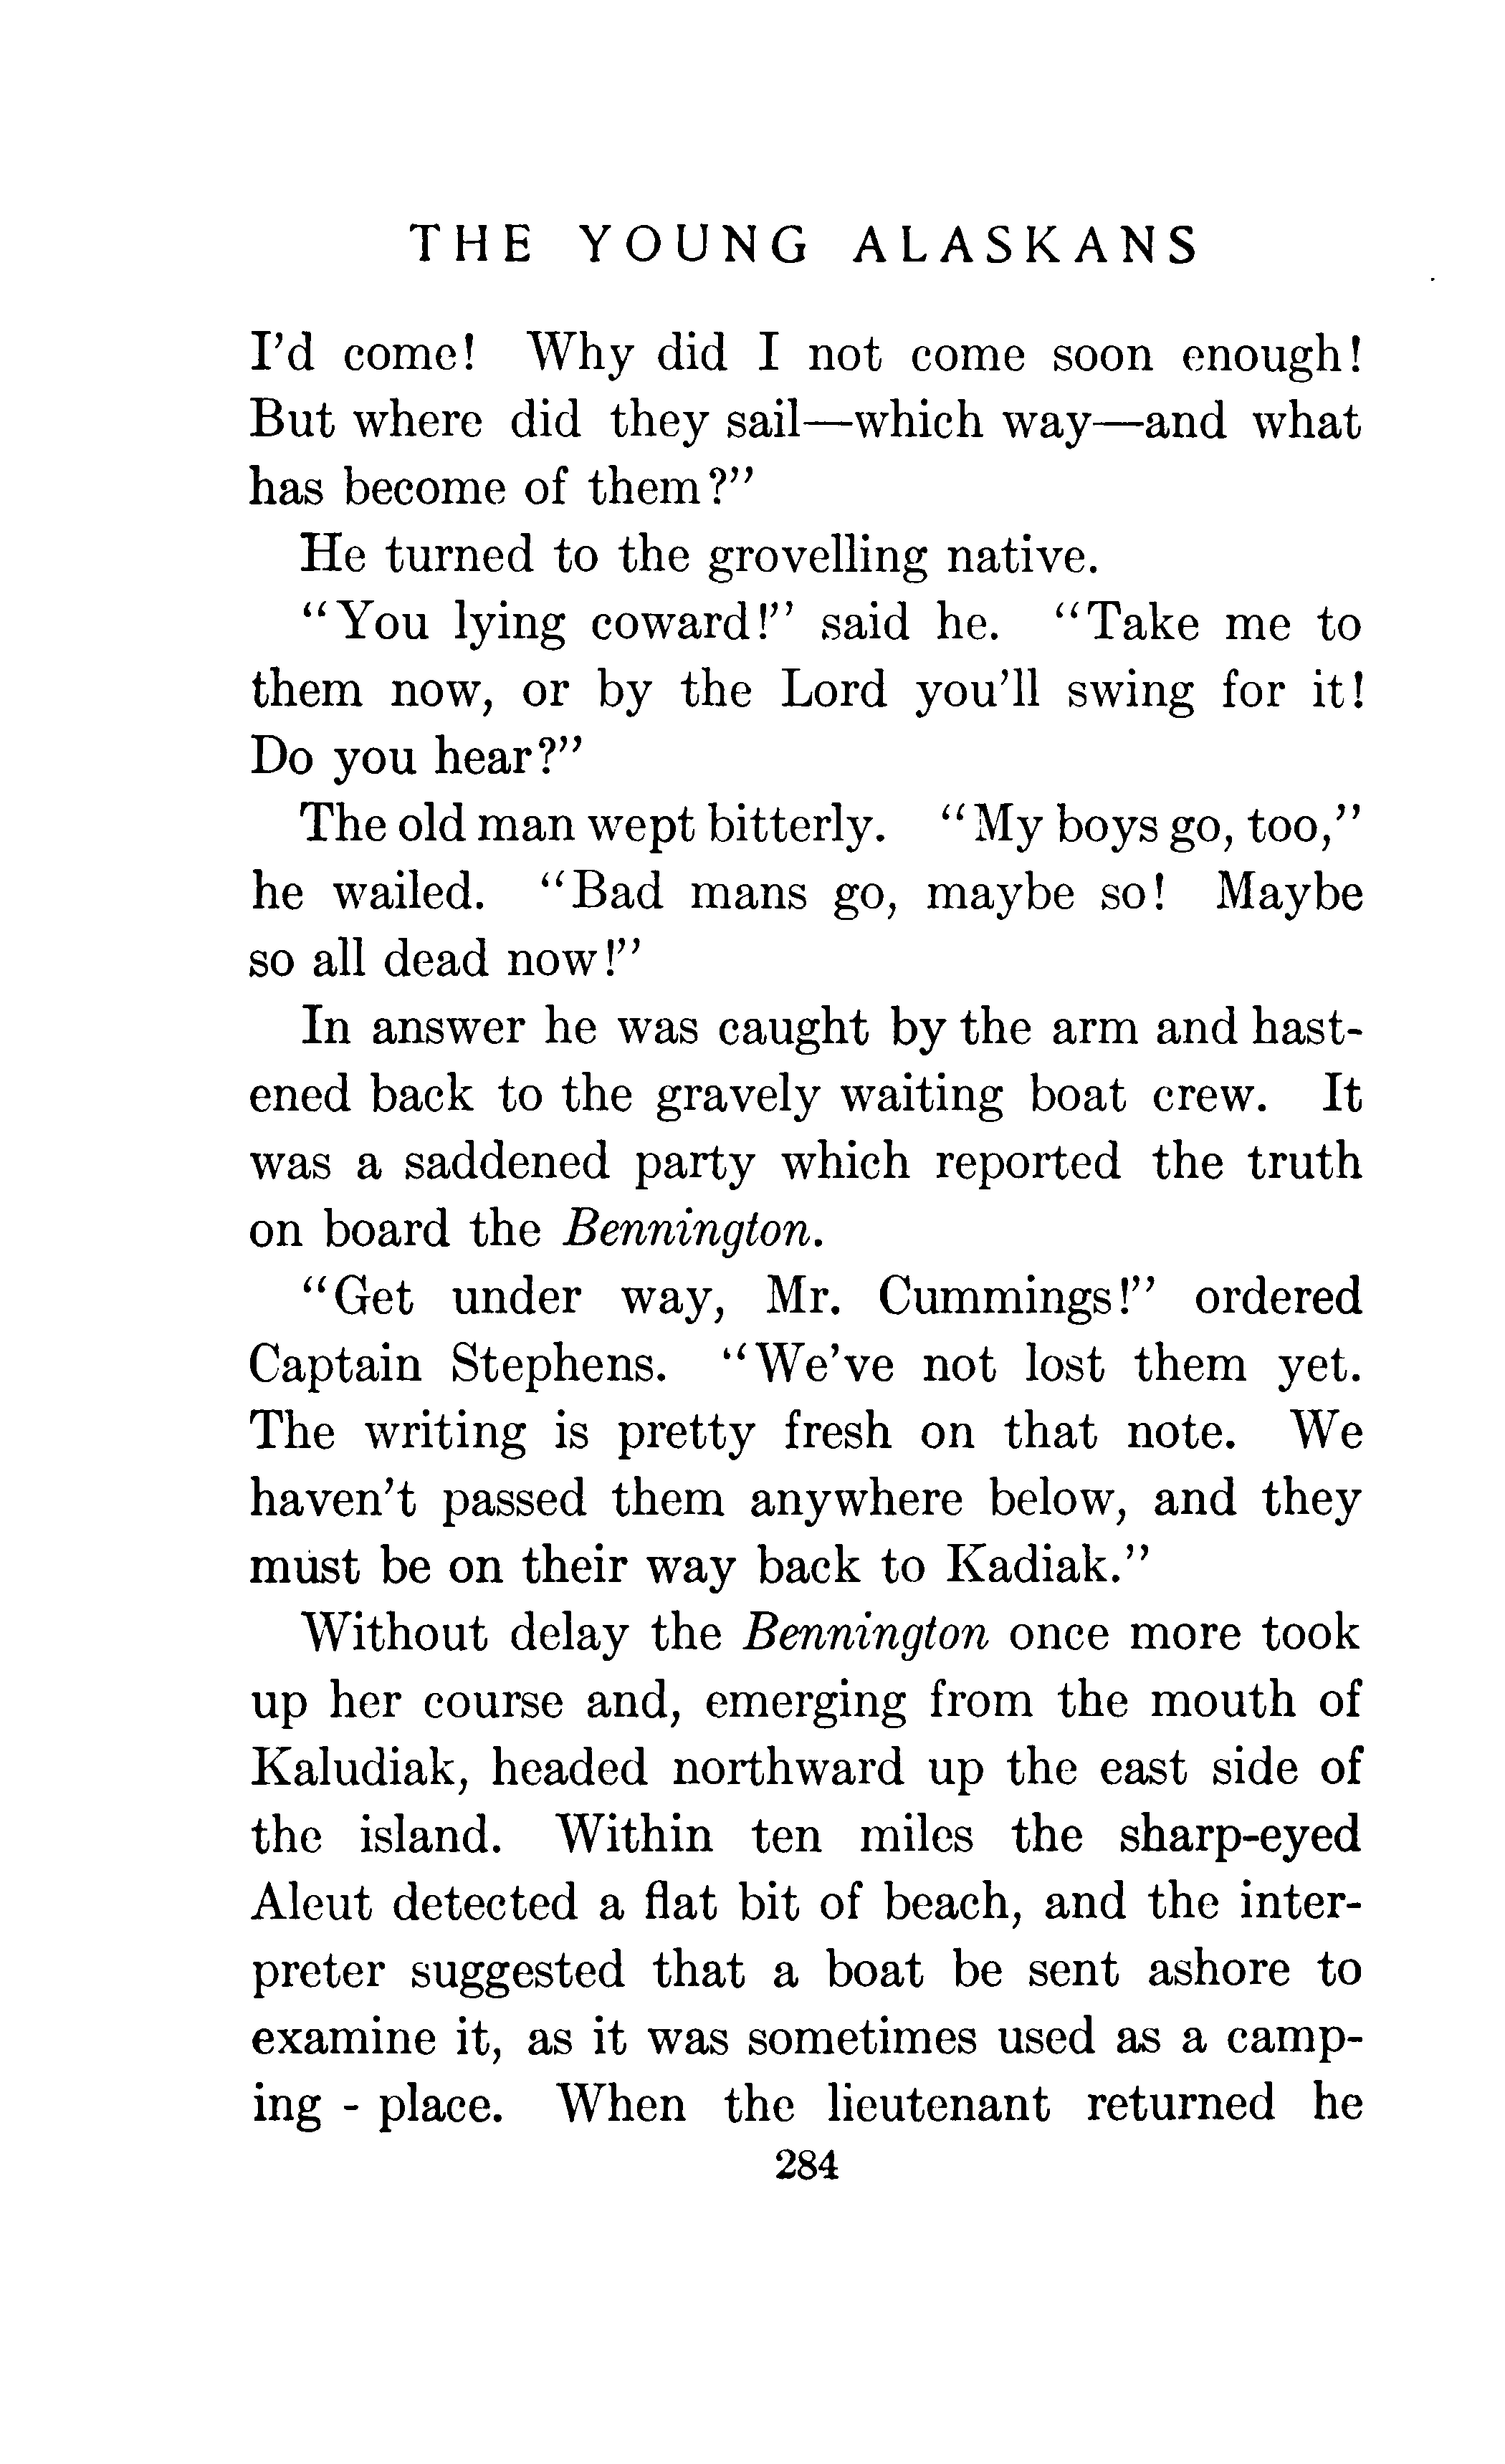 THE YOUNG ALASKANS
I'd come! Why did I not come soon enough!
But where did they sail—which way—and what
has become of them?"
He turned to the grovelling native.
"You lying coward!" said he. "Take me to
them now, or by the Lord you'll swing for it!
Do you hear?"
The old man wept bitterly. "My boys go, too,"
he wailed. "Bad mans go, maybe so! Maybe
so all dead now!"
In answer he was caught by the arm and hast-
ened back to the gravely waiting boat crew. It
was a saddened party which reported the truth
on board the Bennington.
"Get under way, Mr. Cummings!" ordered
Captain Stephens. "We've not lost them yet.
The writing is pretty fresh on that note. We
haven't passed them anywhere below, and they
must be on their way back to Kadiak."
Without delay the Bennington once more took
up her course and, emerging from the mouth of
Kaludiak, headed northward up the east side of
the island. Within ten miles the sharp-eyed
Aleut detected a flat bit of beach, and the inter-
preter suggested that a boat be sent ashore to
examine it, as it was sometimes used as a camp-
ing - place. When the lieutenant returned he
284